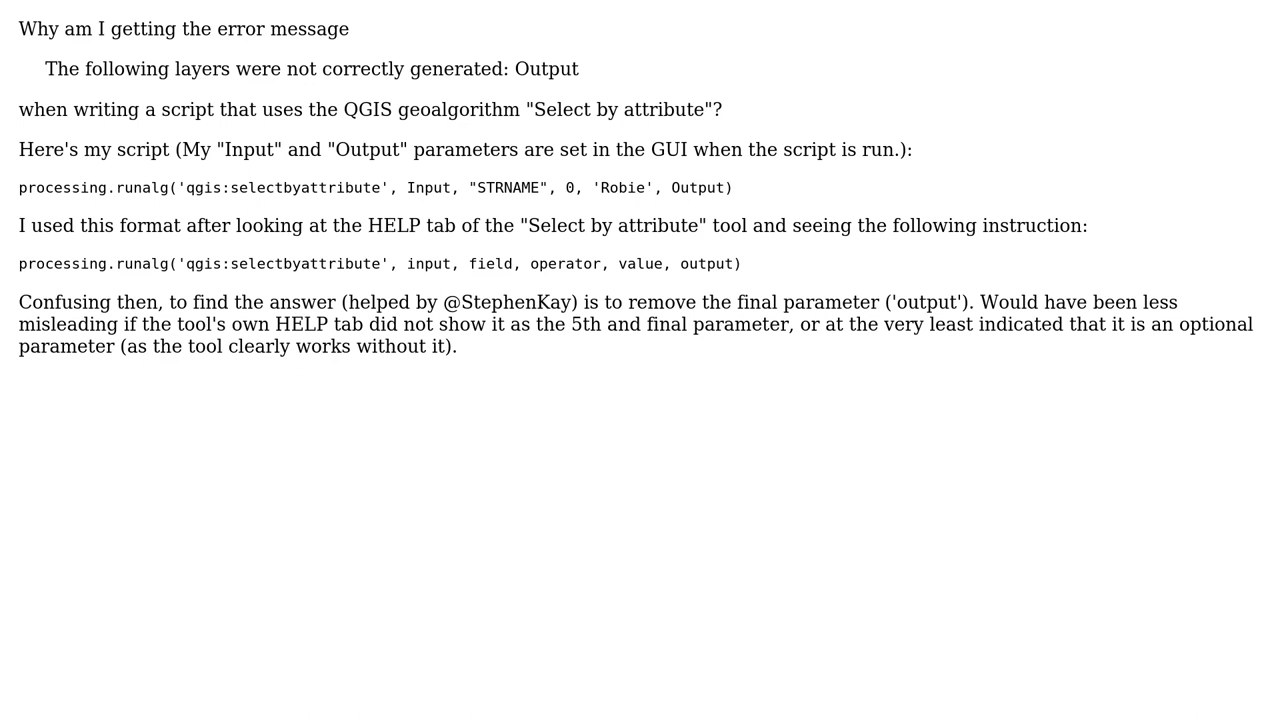 Why am I getting the error message
The following layers were not correctly generated: Output
when writing a script that uses the QGIS geoalgorithm "Select by attribute"?
Here's my script (My "Input" and "Output" parameters are set in the GUI when the script is run.):
processing.runalg('qgis:selectbyattribute', Input, "STRNAME", 0, 'Robie', Output)
I used this format after looking at the HELP tab of the "Select by attribute" tool and seeing the following instruction:
processing.runalg('qgis:selectbyattribute', input, field, operator, value, output)
Confusing then, to find the answer (helped by @StephenKay) is to remove the final parameter ('output'). Would have been less
misleading if the tool's own HELP tab did not show it as the 5th and final parameter, or at the very least indicated that it is an optional
parameter (as the tool clearly works without it).